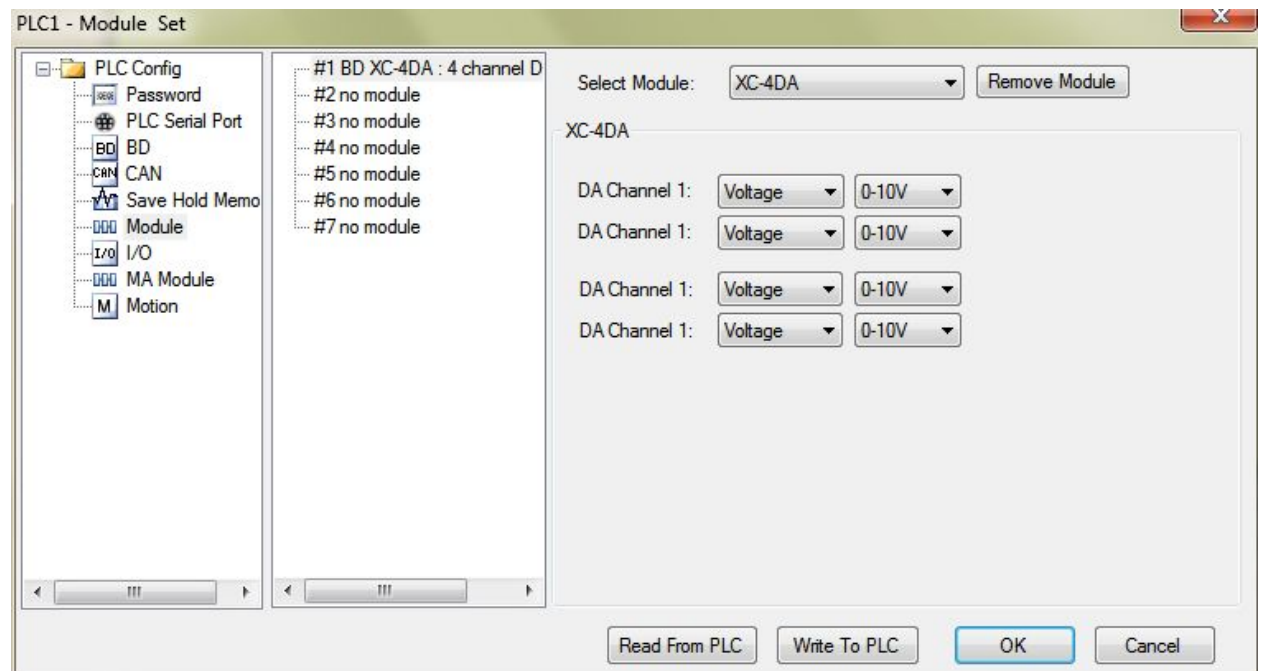 PLC1 - Module Set
X
PLC Config
Password
PLC Serial Port
BD BD
CAN CAN
Save Hold Memo
Module
I/O I/O
MA Module
M Motion
#1 BD XC-4DA : 4 channel D
#2 no module
#3 no module
#4 no module
#5 no module
#6 no module
#7 no module
Select Module: XC-4DA Remove Module
XC-4DA
DA Channel 1: Voltage 0-10V
DA Channel 1: Voltage 0-10V
DA Channel 1: Voltage 0-10V
DA Channel 1: Voltage 0-10V
Read From PLC Write To PLC OK Cancel